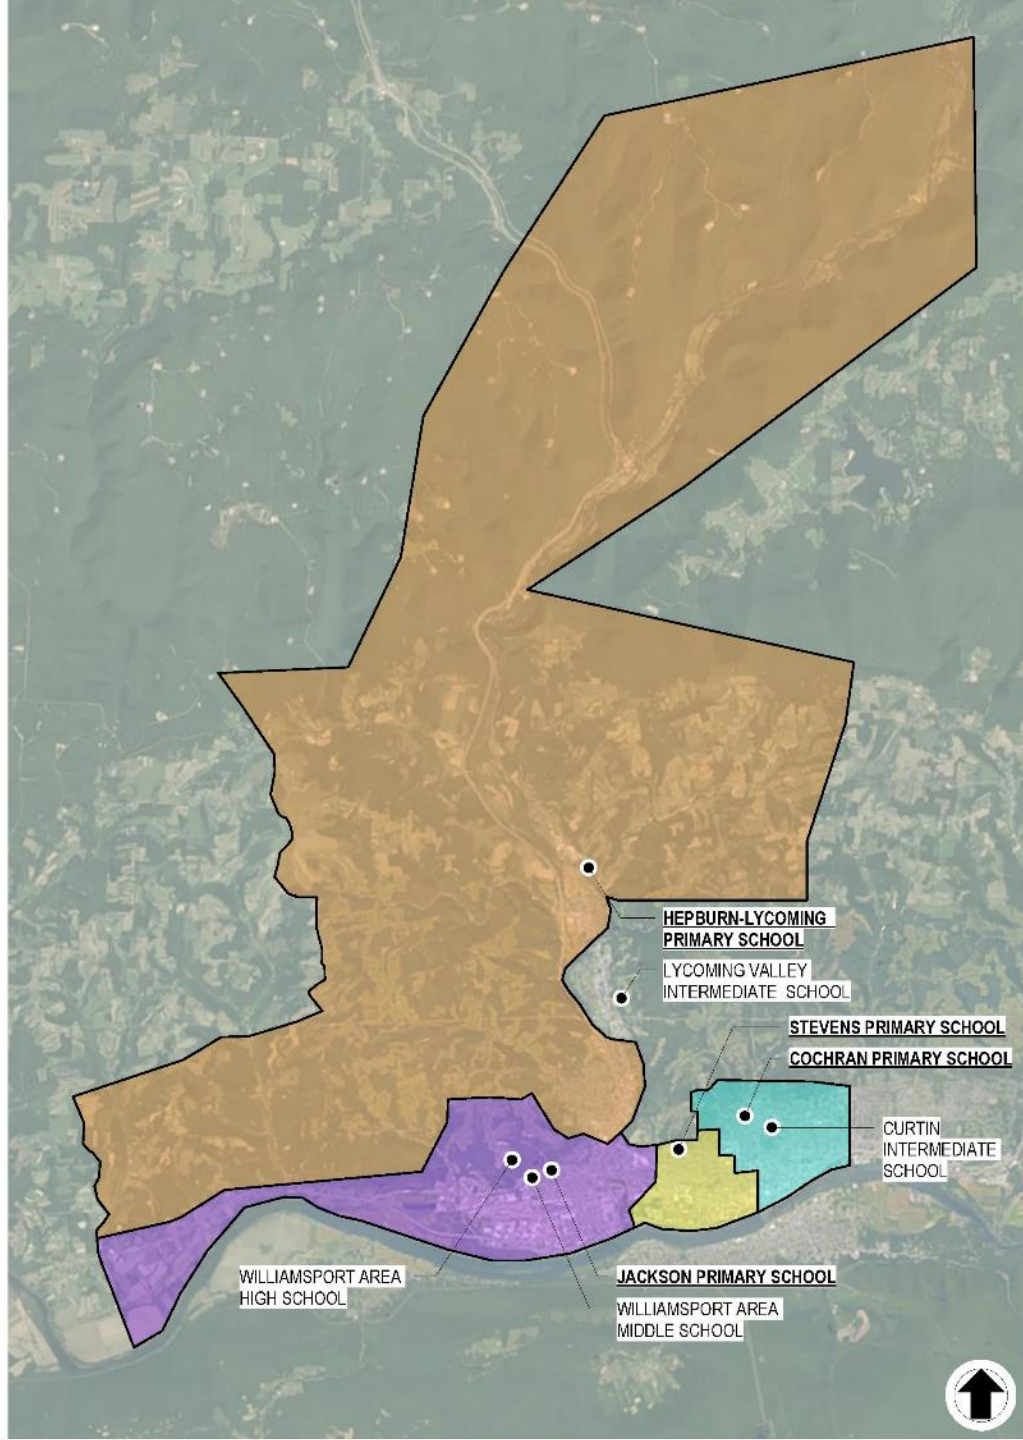 HEPBURN-LYCOMING
PRIMARY SCHOOL
LYCOMING VALLEY
INTERMEDIATE SCHOOL
STEVENS PRIMARY SCHOOL
COCHRAN PRIMARY SCHOOL
CURTIN
INTERMEDIATE
SCHOOL
WILLIAMSPORT AREA
HIGH SCHOOL
JACKSON PRIMARY SCHOOL
WILLIAMSPORT AREA
MIDDLE SCHOOL